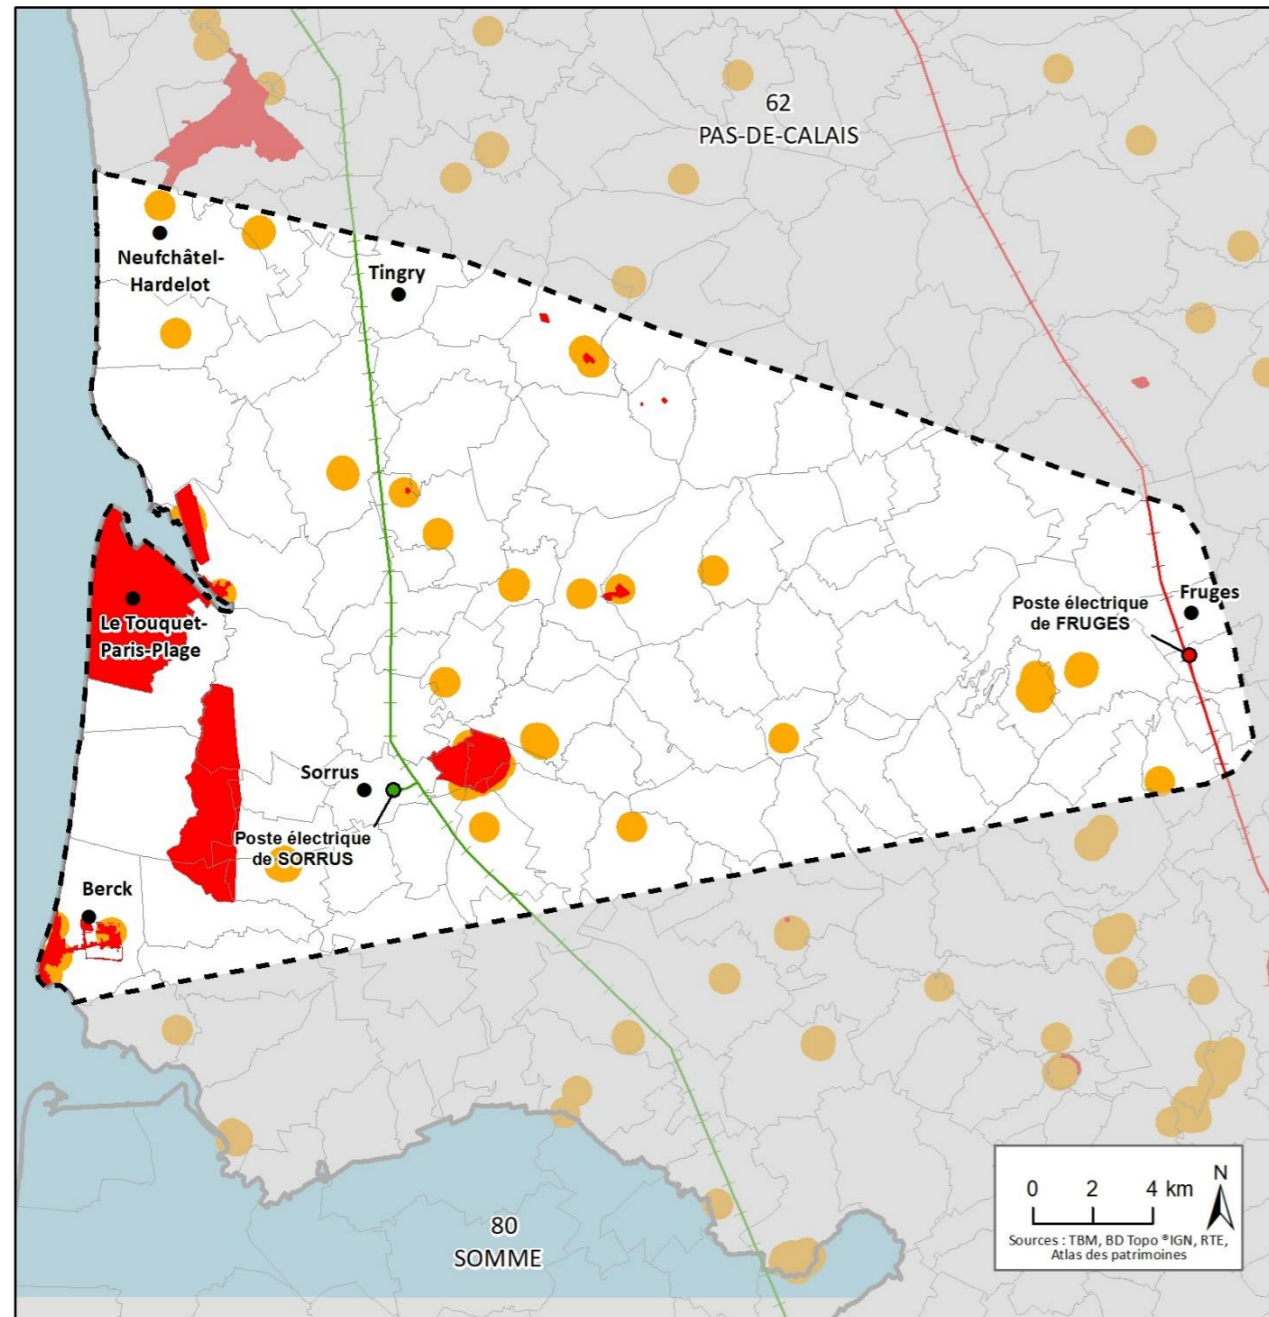 62
PAS-DE-CALAIS
Neufchâtel-
Hardelot
Tingry
Le Touquet-
Paris-Plage
Fruges
Poste électrique
de FRUGES
Sorrus
Poste électrique
de SORRUS
Berck
80
SOMME
0 2 4 km
N
Sources : TBM, BD Topo ®IGN, RTE,
Atlas des patrimoines